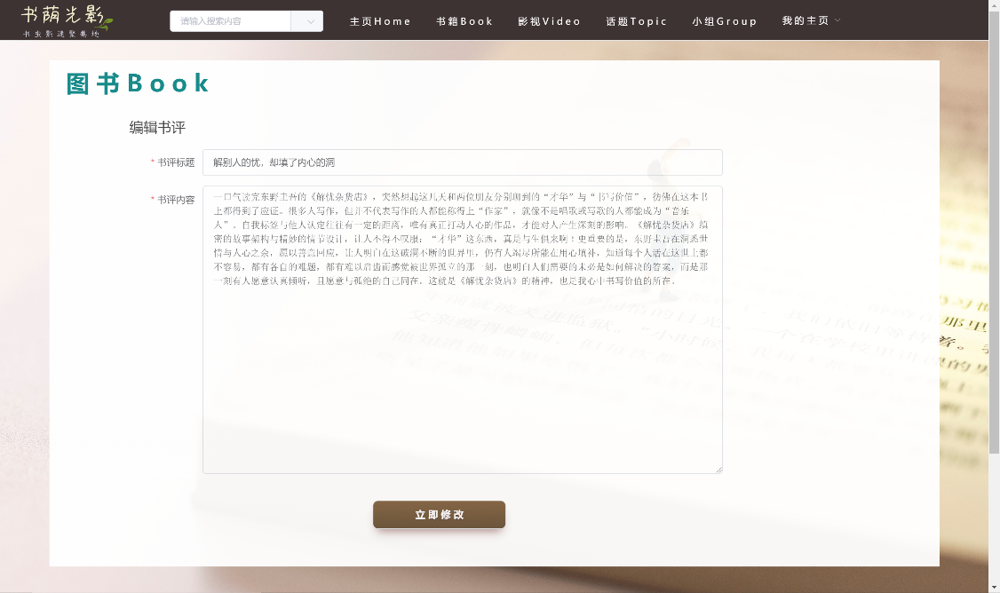 书荫光影
书虫影迷聚集地
请输入搜索内容
主页Home 书籍Book 影视Video 话题Topic 小组Group 我的主页
图书Book
编辑书评
* 书评标题 解别人的忧，却填了内心的洞
* 书评内容 一口气读完东野圭吾的《解忧杂货店》，突然想起这几天和两位朋友分别聊到的“才华”与“书写价值”，彷佛在这本书
上都得到了应证。很多人写作，但并不代表写作的人都能称得上“作家”，就像不是唱歌或写歌的人都能成为“音乐
人”。自我标签与他人认定往往有一定的距离，唯有真正打动人心的作品，才能对人产生深刻的影响。《解忧杂货店》缜
密的故事架构与精妙的情节设计，让人不得不叹服：“才华”这东西，真是与生俱来啊！更重要的是，东野圭吾在洞悉世
情与人心之余，愿以善意回应，让人明白在这破洞不断的世界里，仍有人竭尽所能在用心填补，知道每个人活在这世上都
不容易，都有各自的难题，都有难以启齿而感觉被世界孤立的那一刻，也明白人们需要的未必是如何解决的答案，而是那
一刻有人愿意认真倾听，且愿意与孤绝的自己同在。这就是《解忧杂货店》的精神，也是我心中书写价值的所在。
立即修改